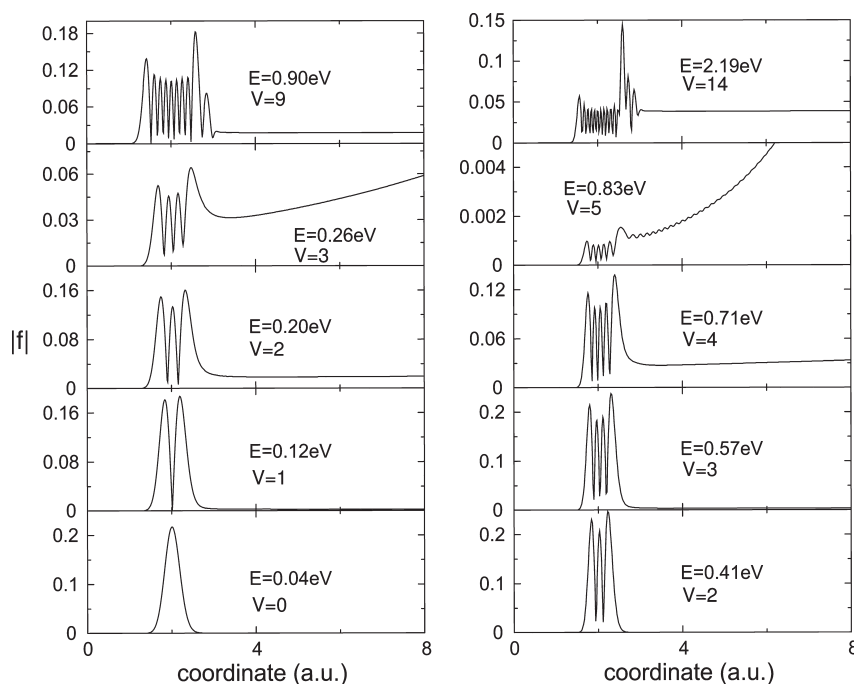 0.18
0.12
0.06
0
E=0.90eV
V=9
0.06
0.03
0
E=0.26eV
V=3
0.16
0.08
0
E=0.20eV
V=2
|f|
0.16
0.08
0
E=0.12eV
V=1
0.2
0.1
0
E=0.04eV
V=0
0 2 4 6 8
coordinate (a.u.)
0.15
0.1
0.05
0
E=2.19eV
V=14
0.004
0.002
0
E=0.83eV
V=5
0.12
0.06
0
E=0.71eV
V=4
0.2
0.1
0
E=0.57eV
V=3
0.2
0.1
0
E=0.41eV
V=2
0 2 4 6 8
coordinate (a.u.)